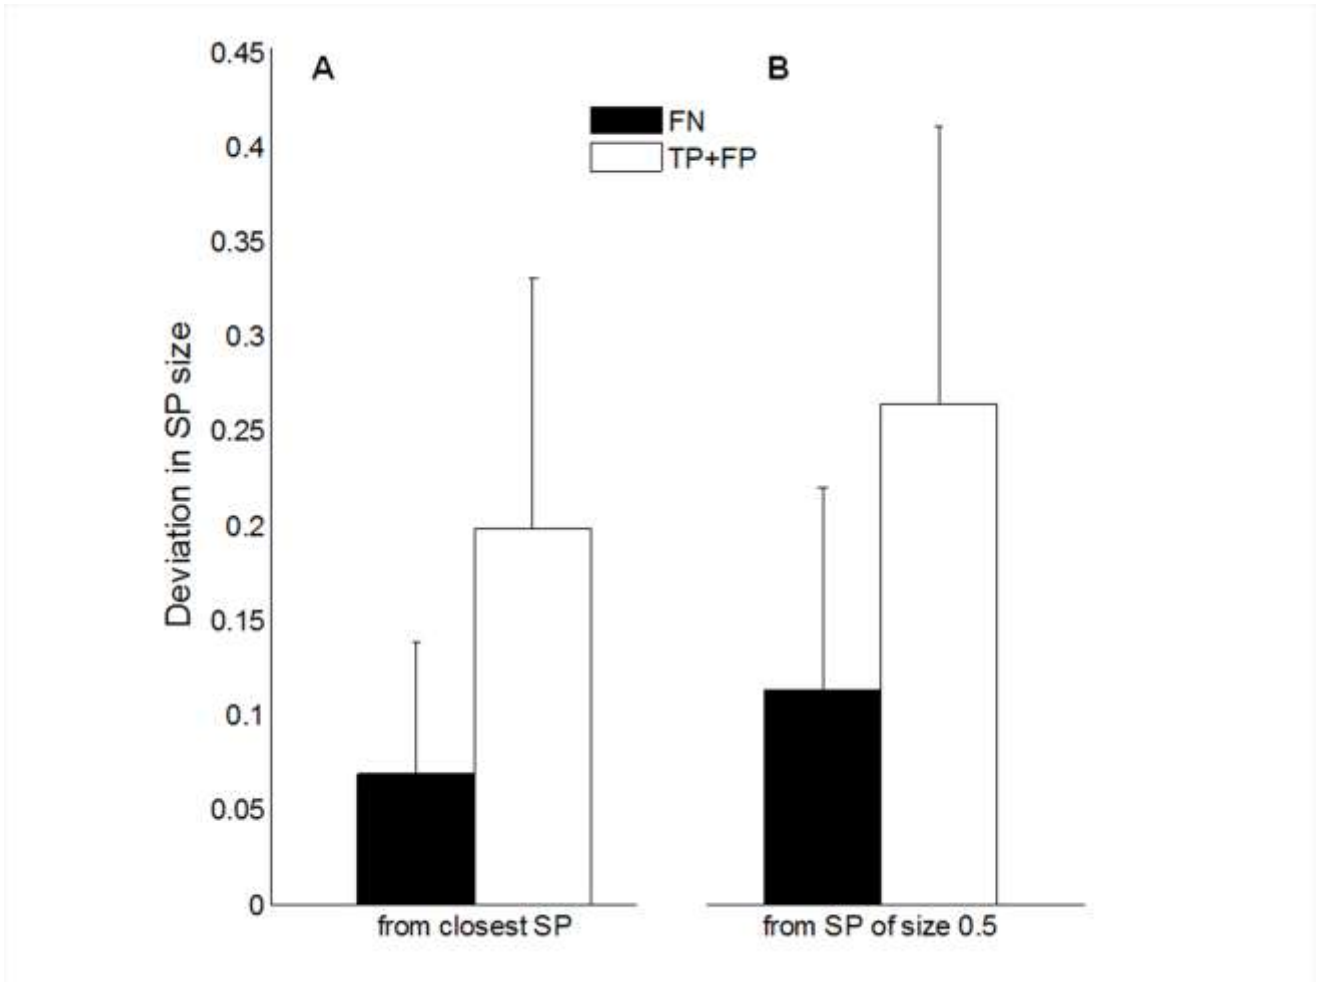 A
B
FN
TP+FP
0.45
0.4
0.35
0.3
0.25
0.2
0.15
0.1
0.05
0
Deviation in SP size
from closest SP
from SP of size 0.5